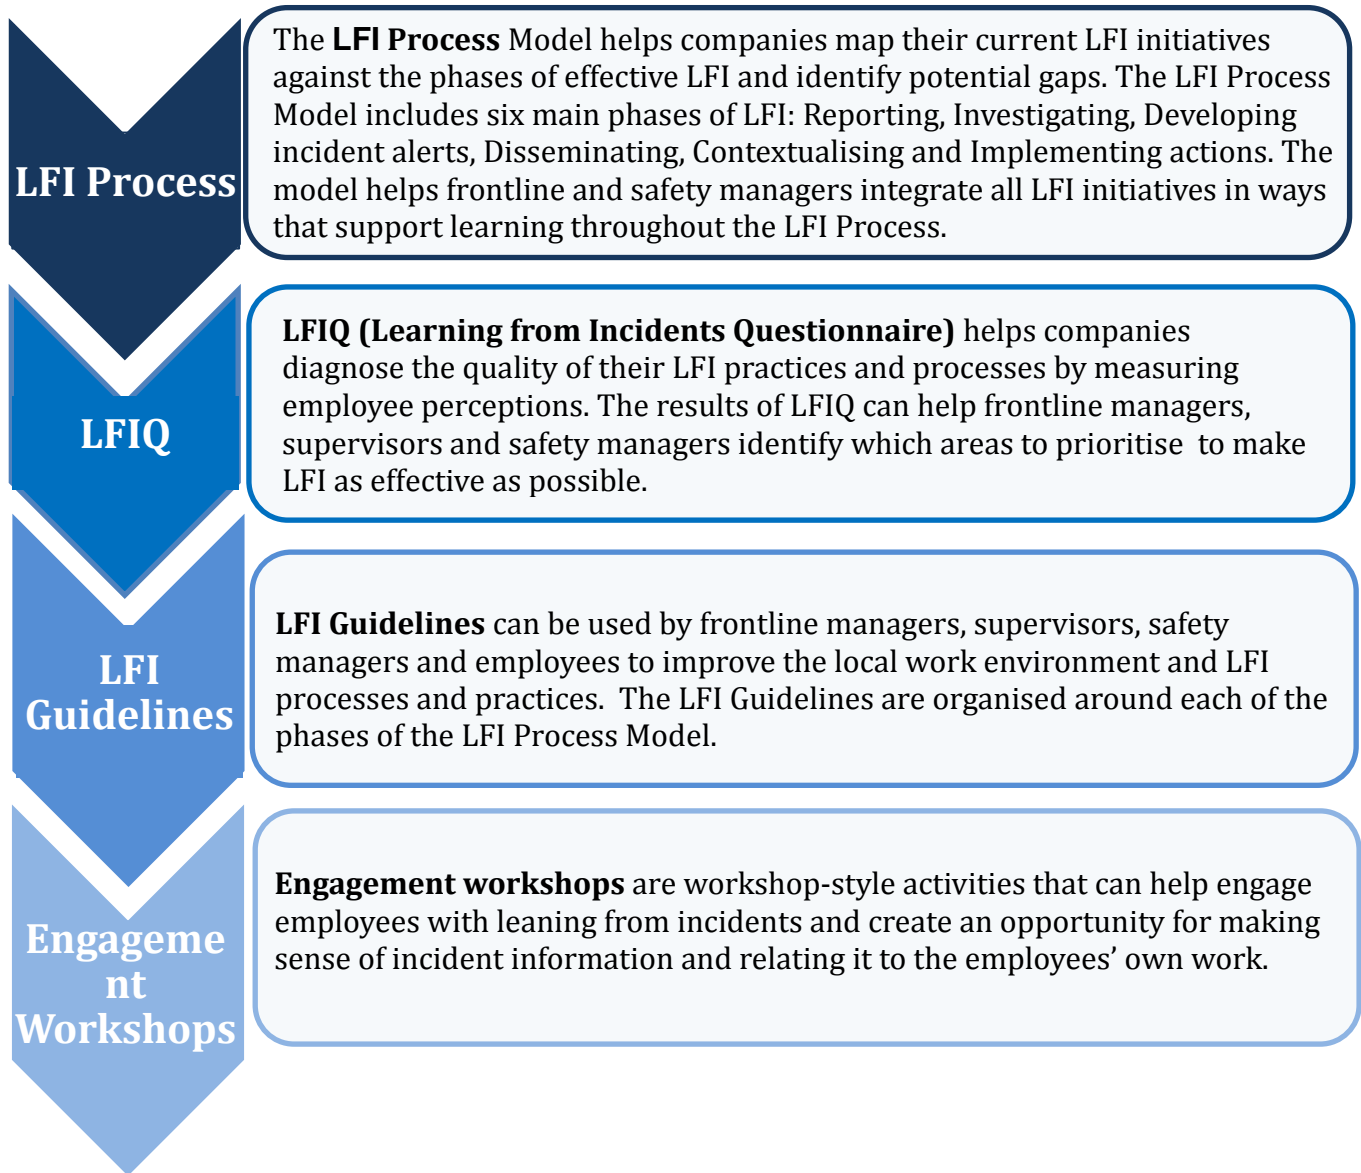 The LFI Process Model helps companies map their current LFI initiatives
against the phases of effective LFI and identify potential gaps. The LFI Process
Model includes six main phases of LFI: Reporting, Investigating, Developing
incident alerts, Disseminating, Contextualising and Implementing actions. The
model helps frontline and safety managers integrate all LFI initiatives in ways
that support learning throughout the LFI Process.
LFI Process
LFIQ (Learning from Incidents Questionnaire) helps companies
diagnose the quality of their LFI practices and processes by measuring
employee perceptions. The results of LFIQ can help frontline managers,
supervisors and safety managers identify which areas to prioritise  to make
LFI as effective as possible.
LFIQ
LFI Guidelines can be used by frontline managers, supervisors, safety
managers and employees to improve the local work environment and LFI
processes and practices.  The LFI Guidelines are organised around each of the
phases of the LFI Process Model.
LFI
Guidelines
Engagement workshops are workshop-style activities that can help engage
employees with leaning from incidents and create an opportunity for making
sense of incident information and relating it to the employees’ own work.
Engageme
nt
Workshops